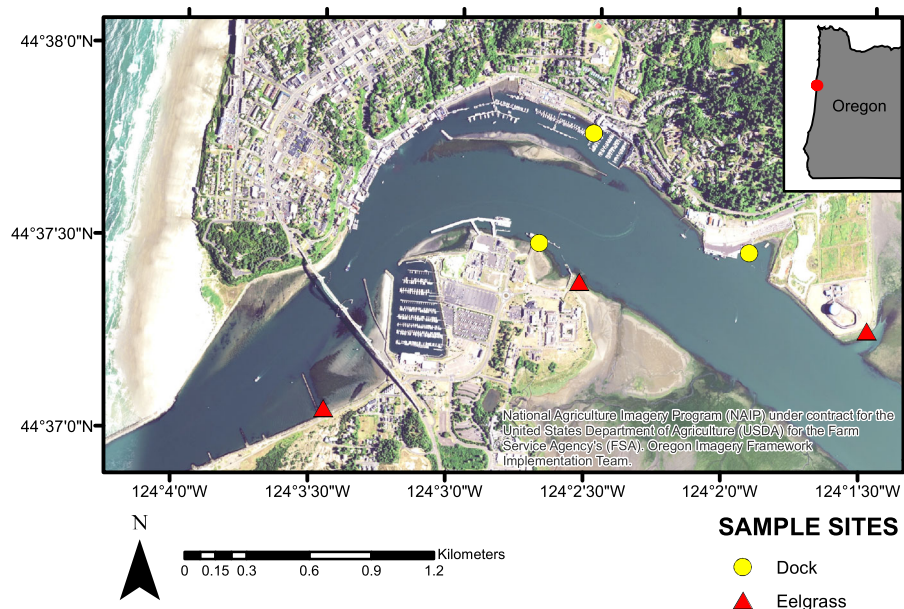 44°38'0"N
44°37'30"N
44°37'0"N
Oregon
National Agriculture Imagery Program (NAIP) under contract for the
United States Department of Agriculture (USDA) for the Farm
Service Agency's (FSA). Oregon Imagery Framework
Implementation Team.
124°4'0"W 124°3'30"W 124°3'0"W 124°2'30"W 124°2'0"W 124°1'30"W
N
Kilometers
0 0.15 0.3 0.6 0.9 1.2
SAMPLE SITES
Dock
Eelgrass